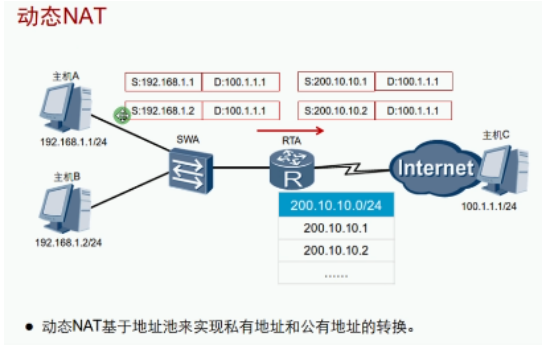 动态NAT
主机A
S:192.168.1.1 D:100.1.1.1
S:200.10.10.1 D:100.1.1.1
S:192.168.1.2 D:100.1.1.1
S:200.10.10.2 D:100.1.1.1
192.168.1.1/24
SWA
RTA
主机C
R
Internet
主机B
100.1.1.1/24
192.168.1.2/24
200.10.10.0/24
200.10.10.1
200.10.10.2
......
● 动态NAT基于地址池来实现私有地址和公有地址的转换。